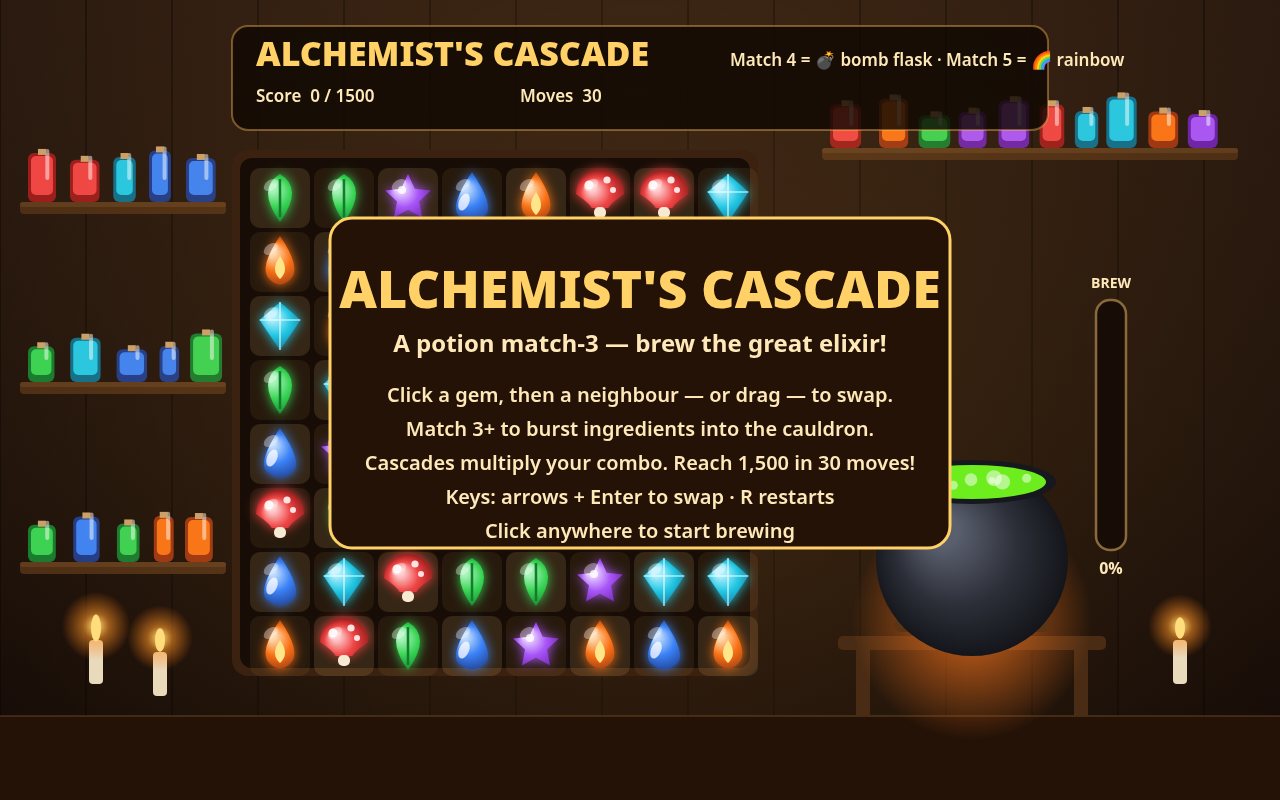 ALCHEMIST'S CASCADE
Match 4 = 💣 bomb flask · Match 5 = 🌈 rainbow
Score 0 / 1500
Moves 30
ALCHEMIST'S CASCADE
A potion match-3 — brew the great elixir!
Click a gem, then a neighbour — or drag — to swap.
Match 3+ to burst ingredients into the cauldron.
Cascades multiply your combo. Reach 1,500 in 30 moves!
Keys: arrows + Enter to swap · R restarts
Click anywhere to start brewing
BREW
0%